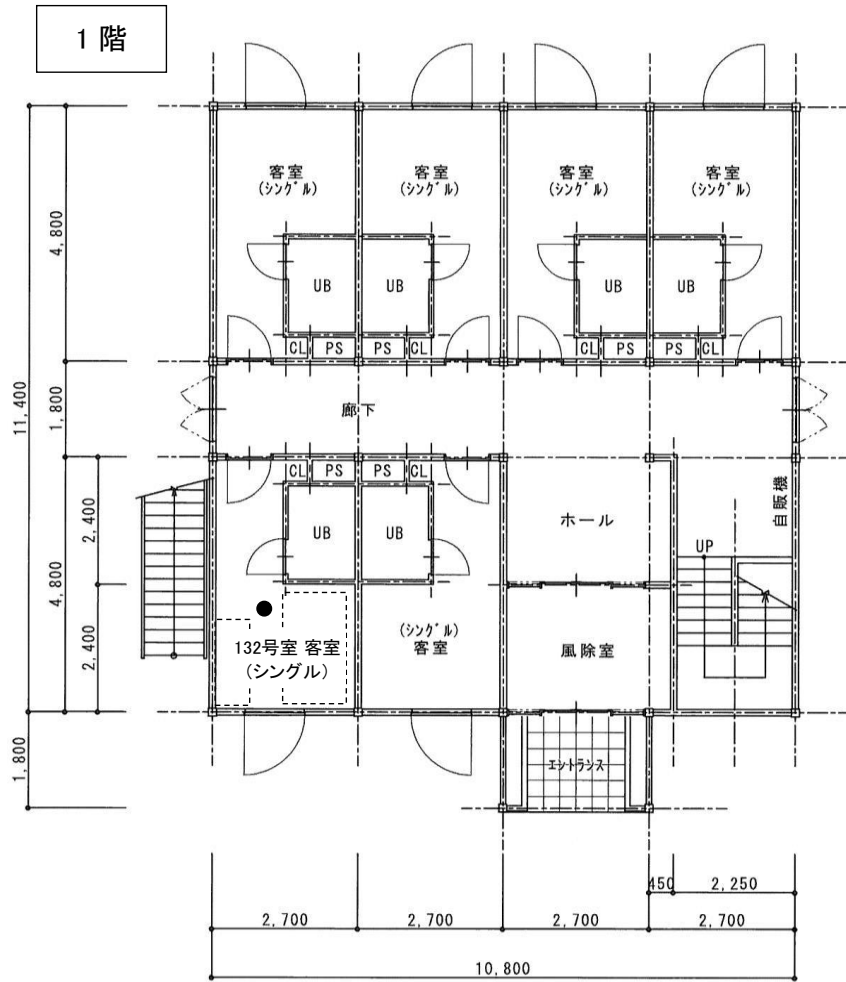 1 階
客室
(シング゛ル)
客室
(シング゛ル)
客室
(シング゛ル)
客室
(シング゛ル)
UB
UB
UB
UB
CL
PS
PS
CL
CL
PS
PS
CL
廊下
CL
PS
PS
CL
UB
UB
ホール
自販機
UP
132号室 客室
(シングル)
(シング゛ル)
客室
風除室
エントランス
4,800
11,400
1,800
2,400
4,800
2,400
1,800
450
2,250
2,700
2,700
2,700
2,700
10,800